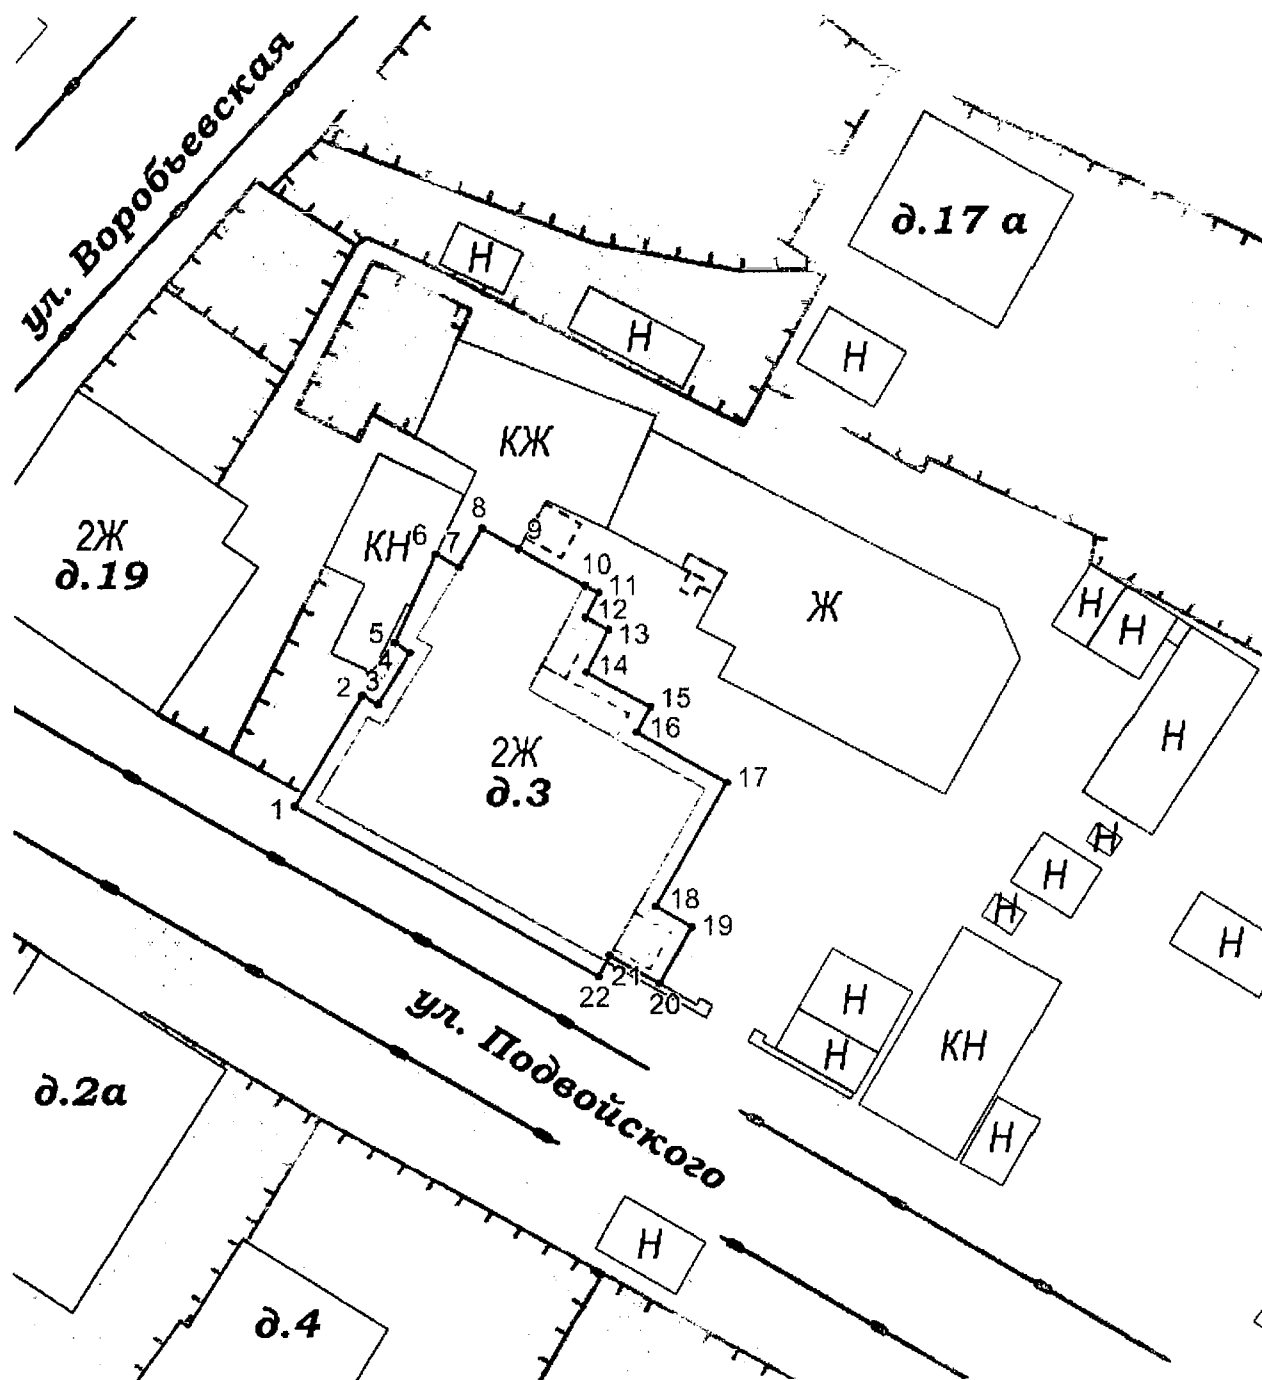 ул. Воробьевская
д.17 а
Н
Н
Н
КЖ
2Ж
д.19
КН
6
7
8
9
10
11
12
13
14
15
16
17
18
19
20
21
22
1
2
3
4
5
Ж
Н
Н
Н
2Ж
д.3
Н
Н
Н
Н
Н
Н
КН
Н
ул. Подвойского
д.2а
Н
д.4